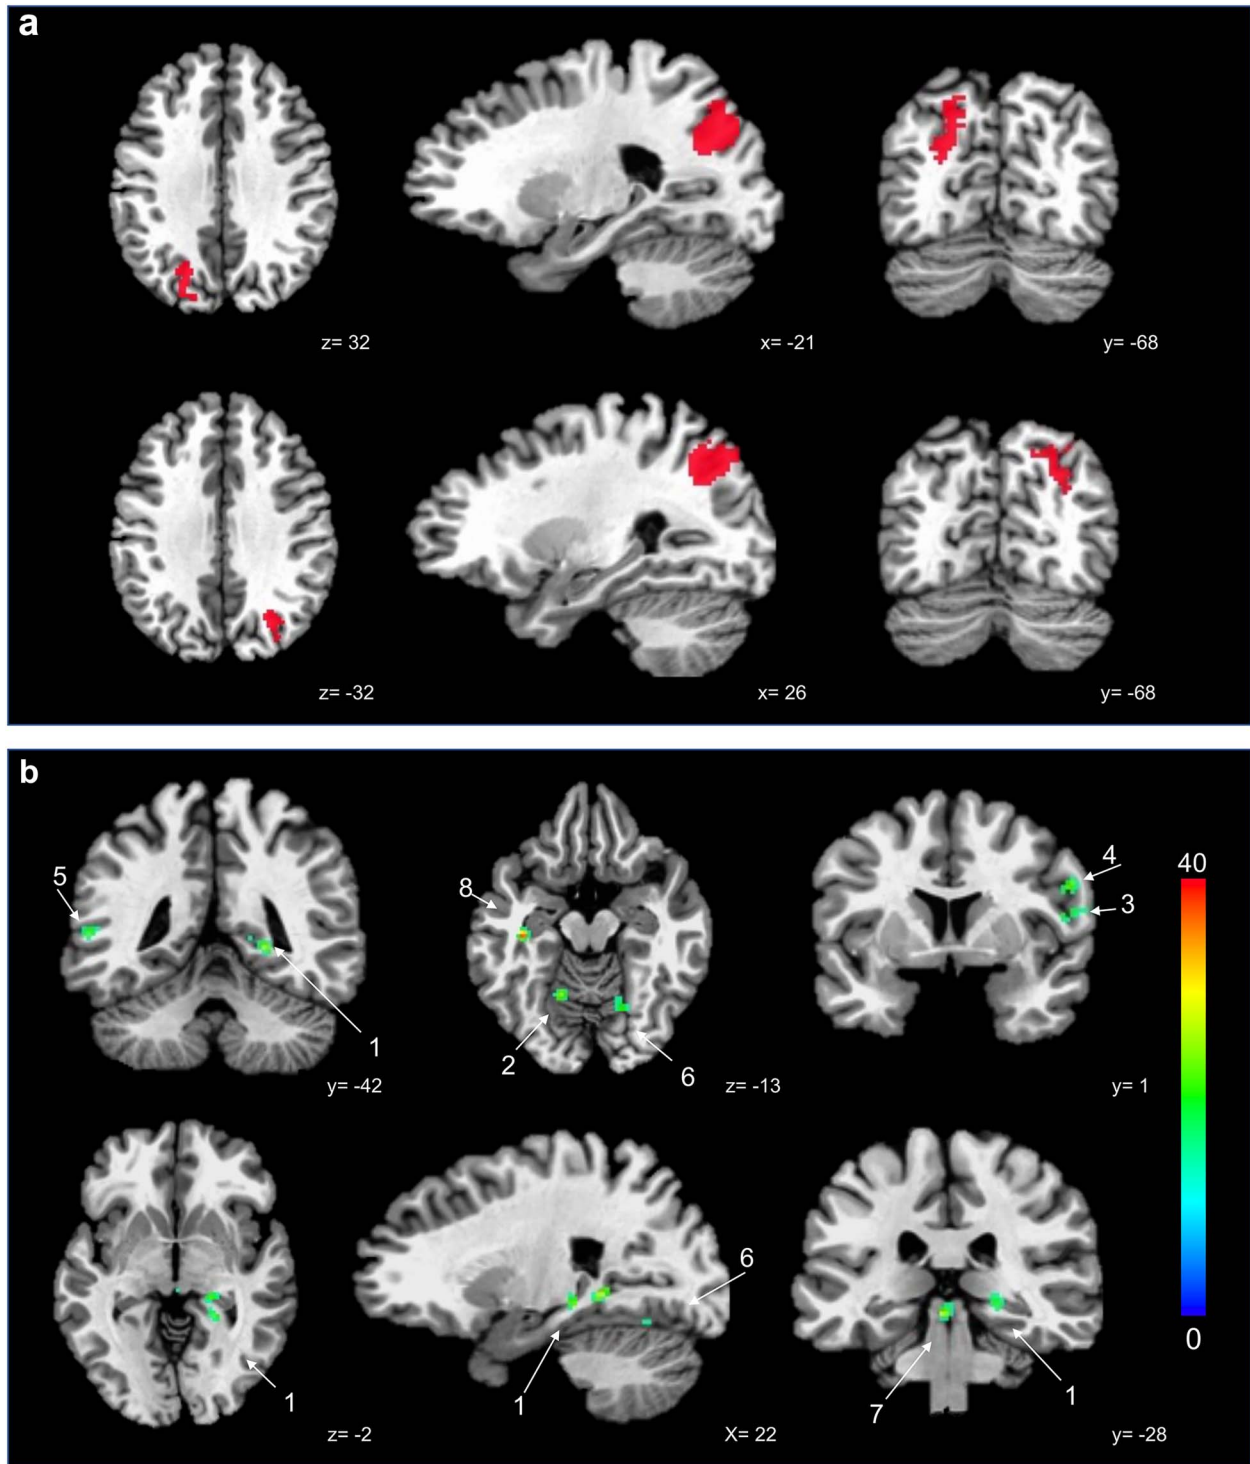 a
z= 32
x= -21
y= -68
z= -32
x= 26
y= -68
b
5
1
y= -42
8
2
6
z= -13
4
3
y= 1
40
0
1
z= -2
6
1
X= 22
7
1
y= -28